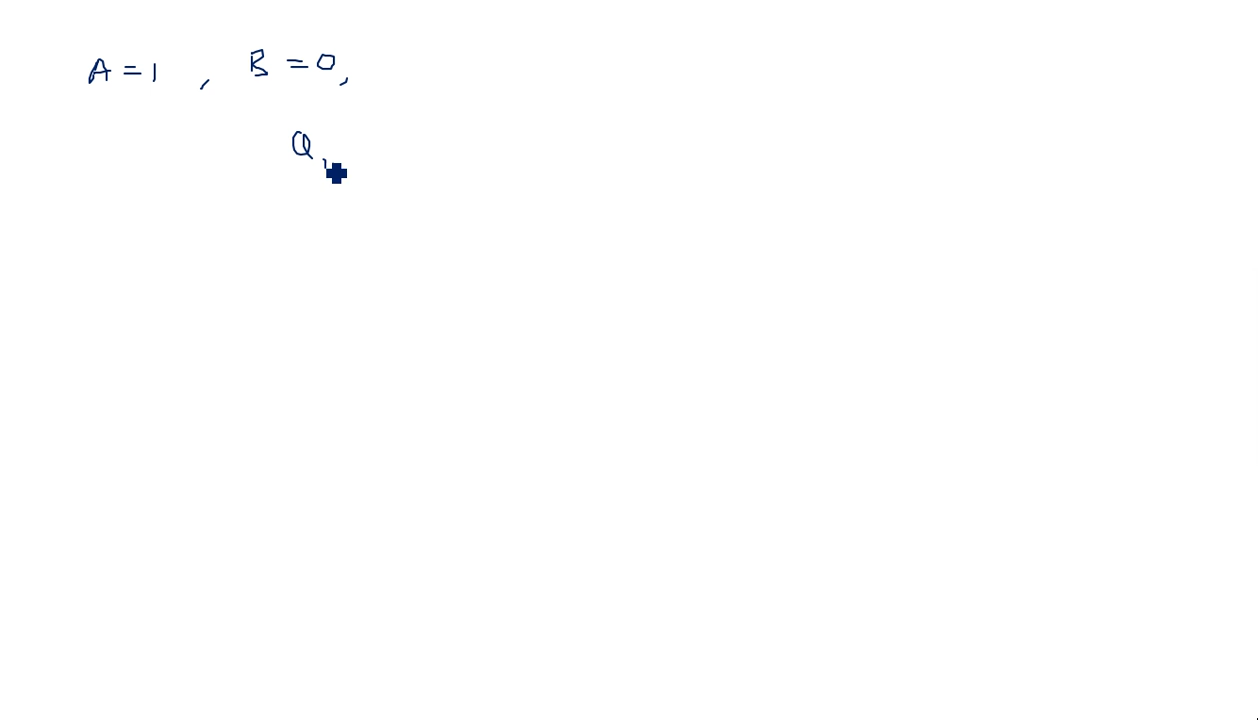 A = 1 , B = 0,
Q